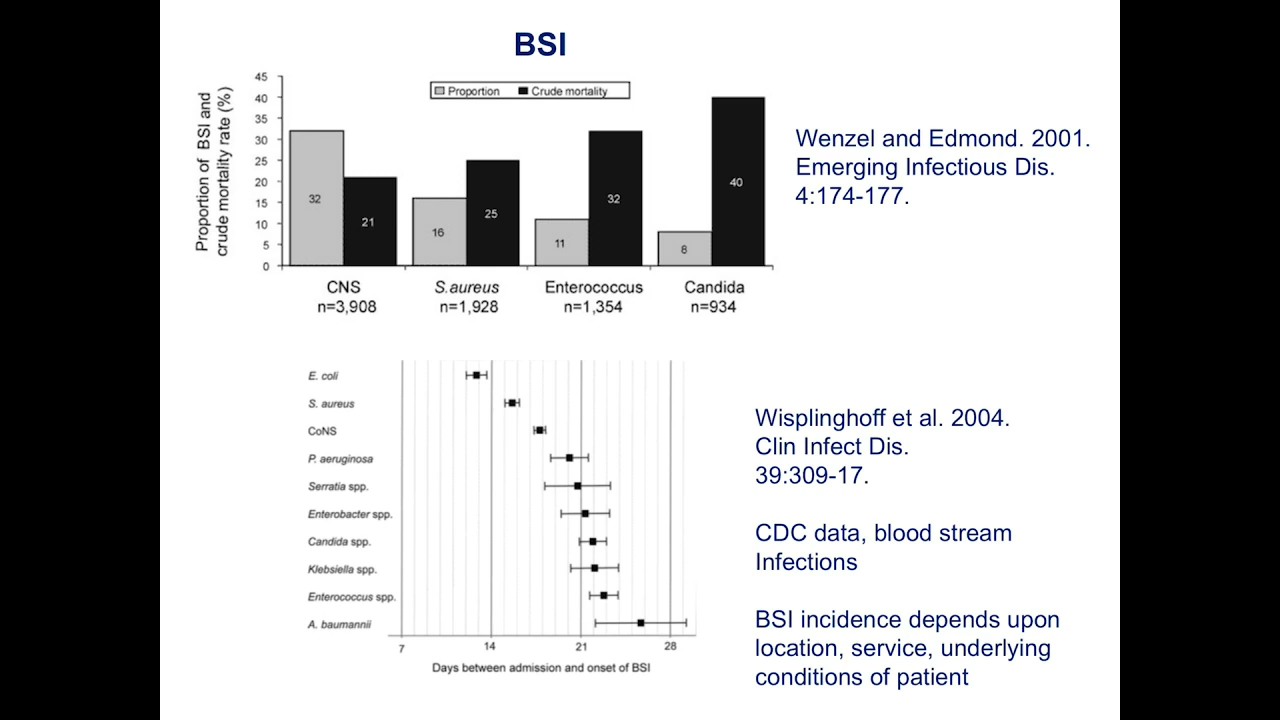 BSI
Proportion of BSI and
crude mortality rate (%)
45
40
35
30
25
20
15
10
5
0
Proportion
Crude mortality
32
21
16
25
11
32
8
40
CNS
n=3,908
S.aureus
n=1,928
Enterococcus
n=1,354
Candida
n=934
Wenzel and Edmond. 2001.
Emerging Infectious Dis.
4:174-177.
E. coli
S. aureus
CoNS
P. aeruginosa
Serratia spp.
Enterobacter spp.
Candida spp.
Klebsiella spp.
Enterococcus spp.
A. baumannii
7
14
21
28
Days between admission and onset of BSI
Wisplinghoff et al. 2004.
Clin Infect Dis.
39:309-17.
CDC data, blood stream
Infections
BSI incidence depends upon
location, service, underlying
conditions of patient